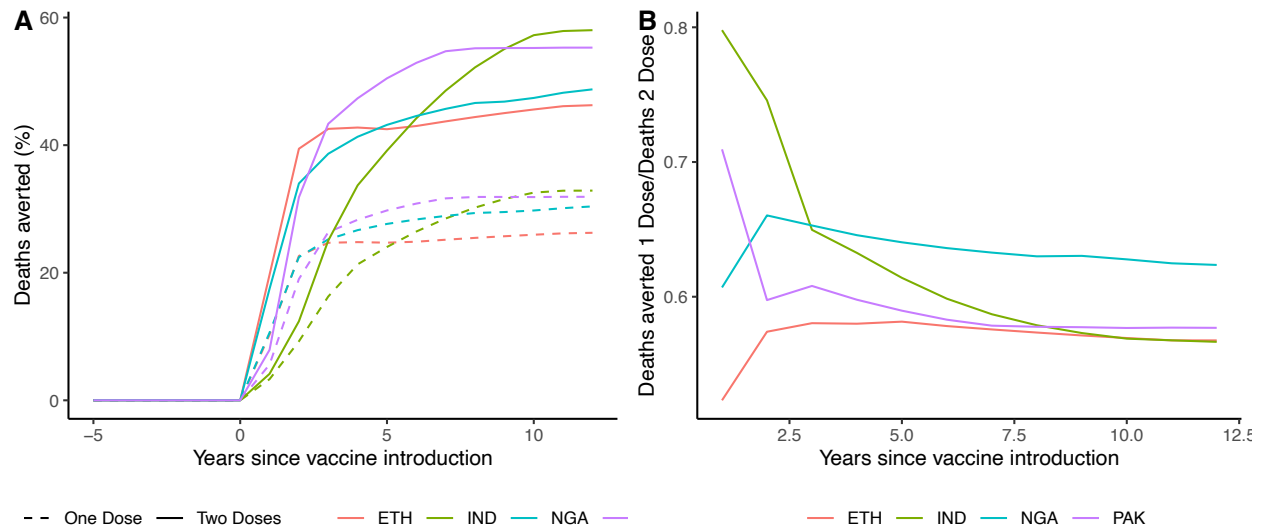 A
Deaths averted (%)
60
40
20
0
−5
0
5
10
Years since vaccine introduction
One Dose
Two Doses
ETH
IND
NGA
B
Deaths averted 1 Dose/Deaths 2 Dose
0.8
0.7
0.6
2.5
5.0
7.5
10.0
12.5
Years since vaccine introduction
ETH
IND
NGA
PAK